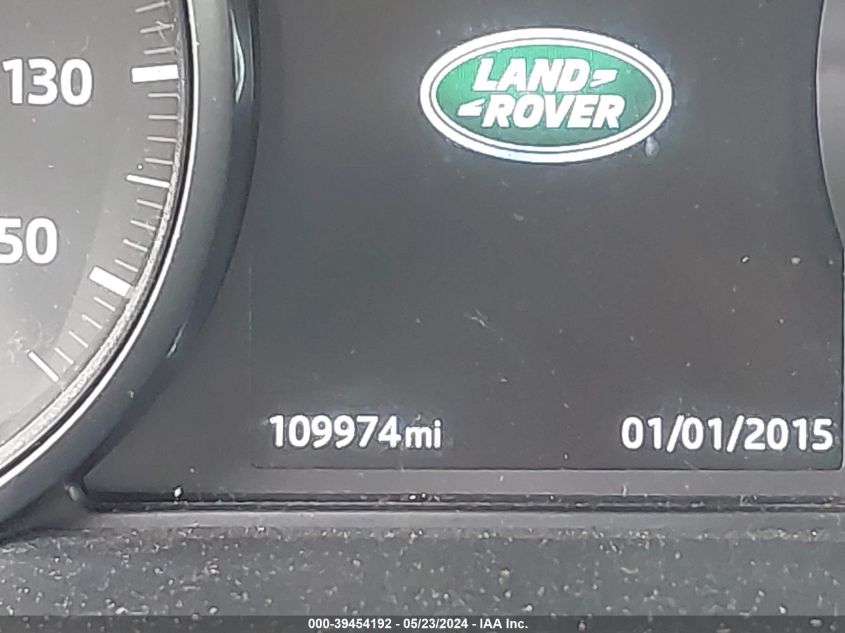 130
50
LAND
ROVER
109974mi
01/01/2015
000-39454192 - 05/23/2024 - IAA Inc.